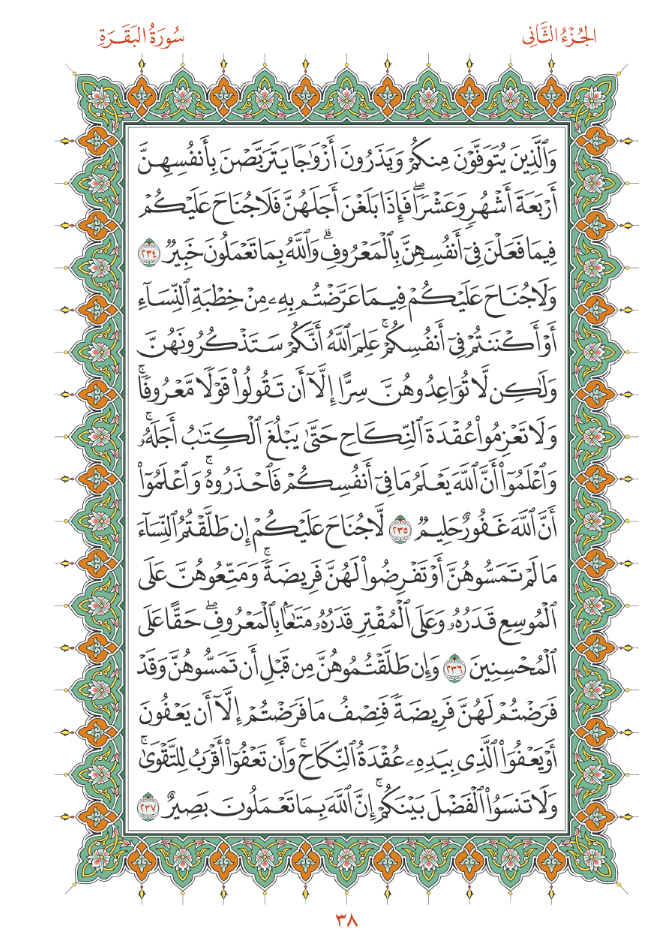 الجُزْءُ الثَّانِى
سُورَةُ البَقَرَةِ
وَٱلَّذِينَ يُتَوَفَّوْنَ مِنكُمْ وَيَذَرُونَ أَزْوَٰجًا يَتَرَبَّصْنَ بِأَنفُسِهِنَّ
أَرْبَعَةَ أَشْهُرٍ وَعَشْرًا ۖ فَإِذَا بَلَغْنَ أَجَلَهُنَّ فَلَا جُنَاحَ عَلَيْكُمْ
فِيمَا فَعَلْنَ فِىٓ أَنفُسِهِنَّ بِٱلْمَعْرُوفِ ۗ وَٱللَّهُ بِمَا تَعْمَلُونَ خَبِيرٌ ٢٣٤
وَلَا جُنَاحَ عَلَيْكُمْ فِيمَا عَرَّضْتُم بِهِۦ مِنْ خِطْبَةِ ٱلنِّسَآءِ
أَوْ أَكْنَنتُمْ فِىٓ أَنفُسِكُمْ ۚ عَلِمَ ٱللَّهُ أَنَّكُمْ سَتَذْكُرُونَهُنَّ
وَلَٰكِن لَّا تُوَاعِدُوهُنَّ سِرًّا إِلَّآ أَن تَقُولُوا۟ قَوْلًا مَّعْرُوفًا ۚ
وَلَا تَعْزِمُوا۟ عُقْدَةَ ٱلنِّكَاحِ حَتَّىٰ يَبْلُغَ ٱلْكِتَٰبُ أَجَلَهُۥ ۚ
وَٱعْلَمُوٓا۟ أَنَّ ٱللَّهَ يَعْلَمُ مَا فِىٓ أَنفُسِكُمْ فَٱحْذَرُوهُ ۚ وَٱعْلَمُوٓا۟
أَنَّ ٱللَّهَ غَفُورٌ حَلِيمٌ ٢٣٥ لَّا جُنَاحَ عَلَيْكُمْ إِن طَلَّقْتُمُ ٱلنِّسَآءَ
مَا لَمْ تَمَسُّوهُنَّ أَوْ تَفْرِضُوا۟ لَهُنَّ فَرِيضَةً ۚ وَمَتِّعُوهُنَّ عَلَى
ٱلْمُوسِعِ قَدَرُهُۥ وَعَلَى ٱلْمُقْتِرِ قَدَرُهُۥ مَتَٰعًۢا بِٱلْمَعْرُوفِ ۖ حَقًّا عَلَى
ٱلْمُحْسِنِينَ ٢٣٦ وَإِن طَلَّقْتُمُوهُنَّ مِن قَبْلِ أَن تَمَسُّوهُنَّ وَقَدْ
فَرَضْتُمْ لَهُنَّ فَرِيضَةً فَنِصْفُ مَا فَرَضْتُمْ إِلَّآ أَن يَعْفُونَ
أَوْ يَعْفُوَا۟ ٱلَّذِى بِيَدِهِۦ عُقْدَةُ ٱلنِّكَاحِ ۚ وَأَن تَعْفُوٓا۟ أَقْرَبُ لِلتَّقْوَىٰ ۚ
وَلَا تَنسَوُا۟ ٱلْفَضْلَ بَيْنَكُمْ ۚ إِنَّ ٱللَّهَ بِمَا تَعْمَلُونَ بَصِيرٌ ٢٣٧
٣٨